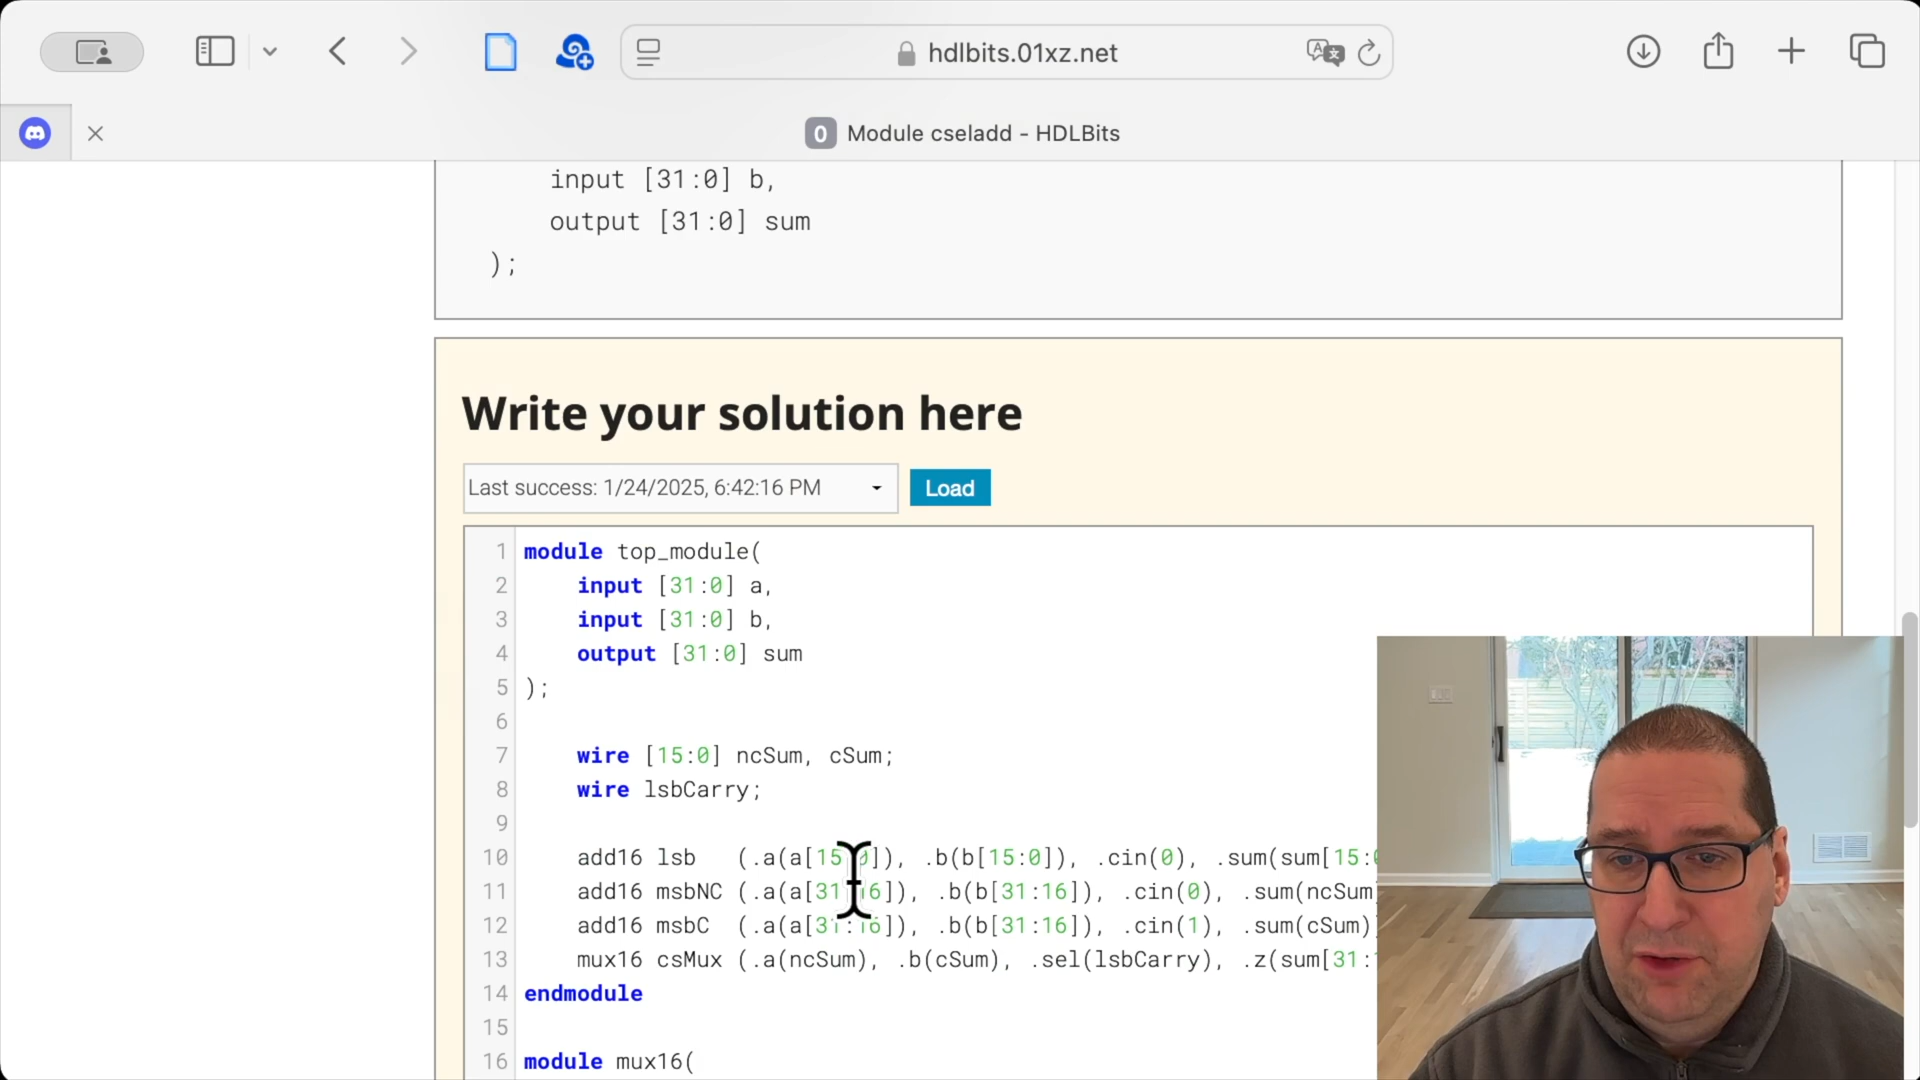 hdlbits.01xz.net
0 Module cseladd - HDLBits
input [31:0] b,
output [31:0] sum
);
Write your solution here
Last success: 1/24/2025, 6:42:16 PM
Load
1 module top_module(
2 input [31:0] a,
3 input [31:0] b,
4 output [31:0] sum
5 );
6
7 wire [15:0] ncSum, cSum;
8 wire lsbCarry;
9
10 add16 lsb (.a(a[15:0]), .b(b[15:0]), .cin(0), .sum(sum[15:0
11 add16 msbNC (.a(a[31:16]), .b(b[31:16]), .cin(0), .sum(ncSum)
12 add16 msbC (.a(a[31:16]), .b(b[31:16]), .cin(1), .sum(cSum)
13 mux16 csMux (.a(ncSum), .b(cSum), .sel(lsbCarry), .z(sum[31:1
14 endmodule
15
16 module mux16(